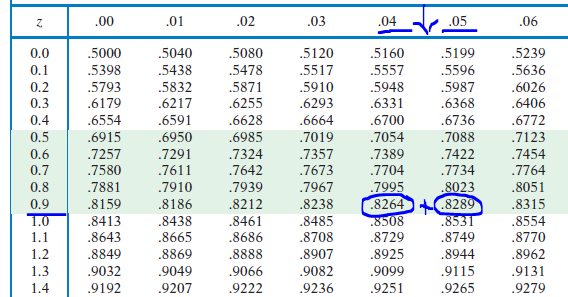 z .00 .01 .02 .03 .04 .05 .06
0.0 .5000 .5040 .5080 .5120 .5160 .5199 .5239
0.1 .5398 .5438 .5478 .5517 .5557 .5596 .5636
0.2 .5793 .5832 .5871 .5910 .5948 .5987 .6026
0.3 .6179 .6217 .6255 .6293 .6331 .6368 .6406
0.4 .6554 .6591 .6628 .6664 .6700 .6736 .6772
0.5 .6915 .6950 .6985 .7019 .7054 .7088 .7123
0.6 .7257 .7291 .7324 .7357 .7389 .7422 .7454
0.7 .7580 .7611 .7642 .7673 .7704 .7734 .7764
0.8 .7881 .7910 .7939 .7967 .7995 .8023 .8051
0.9 .8159 .8186 .8212 .8238 .8264 + .8289 .8315
1.0 .8413 .8438 .8461 .8485 .8508 .8531 .8554
1.1 .8643 .8665 .8686 .8708 .8729 .8749 .8770
1.2 .8849 .8869 .8888 .8907 .8925 .8944 .8962
1.3 .9032 .9049 .9066 .9082 .9099 .9115 .9131
1.4 .9192 .9207 .9222 .9236 .9251 .9265 .9279